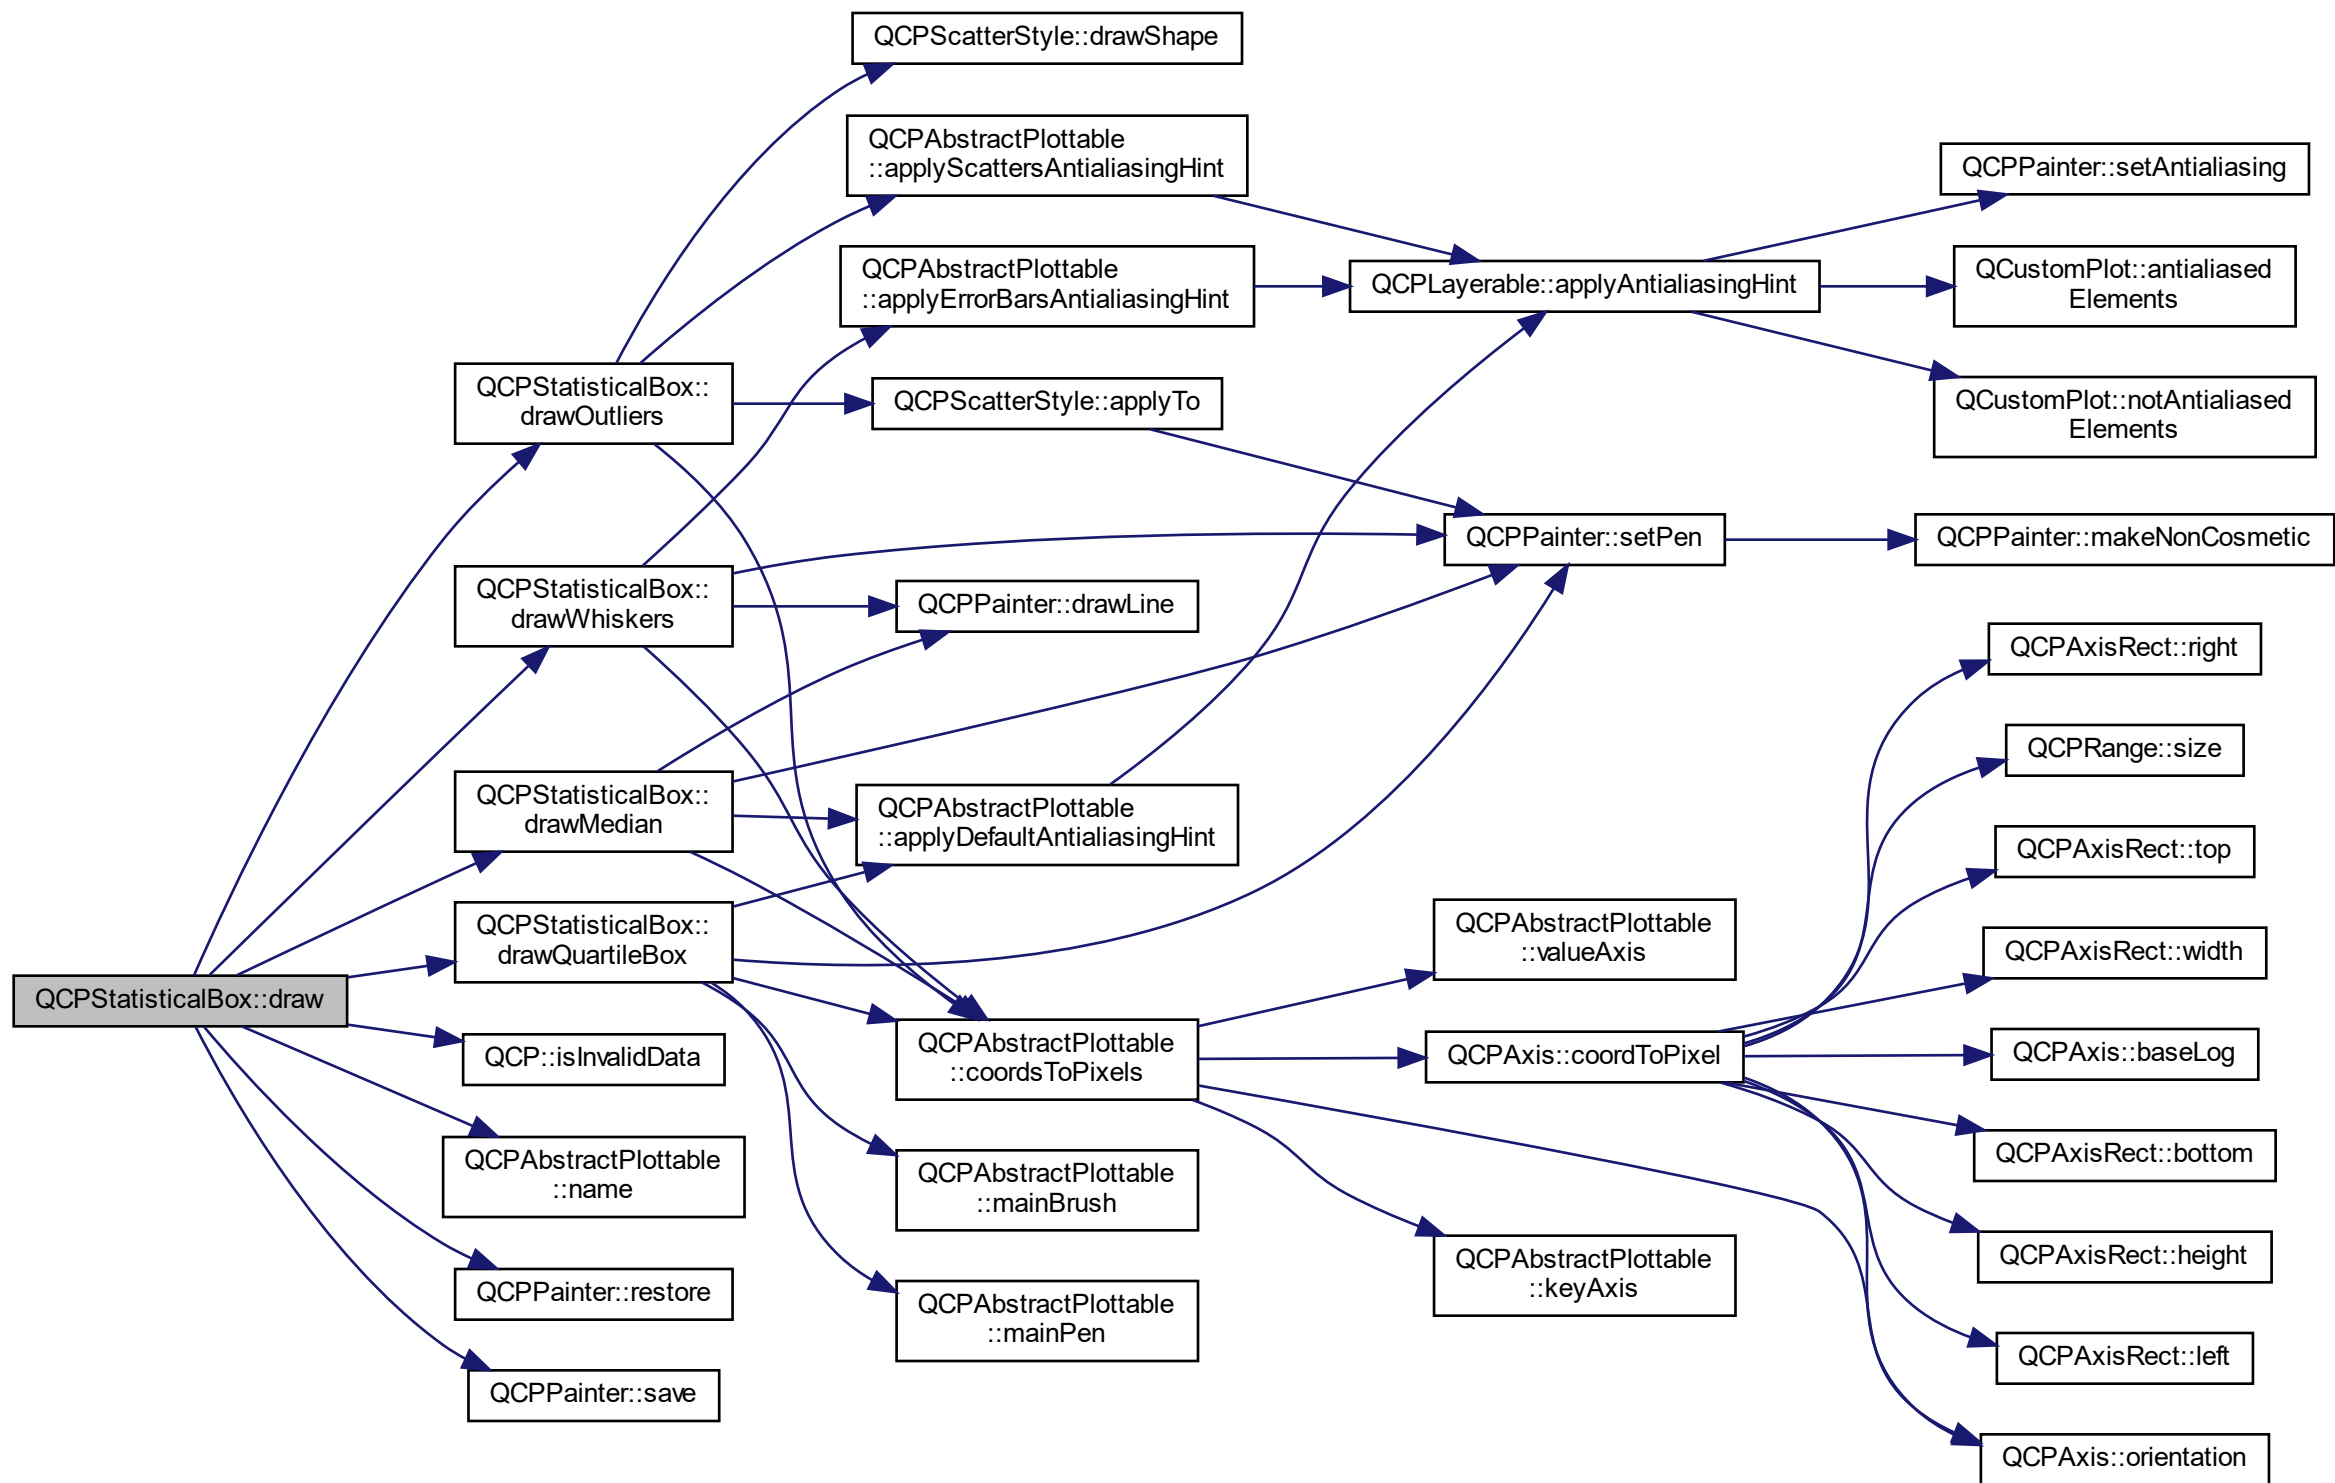 QCPScatterStyle::drawShape
QCPAbstractPlottable
::applyScattersAntialiasingHint
QCPPainter::setAntialiasing
QCPAbstractPlottable
::applyErrorBarsAntialiasingHint
QCPLayerable::applyAntialiasingHint
QCustomPlot::antialiased
Elements
QCPStatisticalBox::
drawOutliers
QCPScatterStyle::applyTo
QCustomPlot::notAntialiased
Elements
QCPPainter::setPen
QCPPainter::makeNonCosmetic
QCPStatisticalBox::
drawWhiskers
QCPPainter::drawLine
QCPAxisRect::right
QCPRange::size
QCPStatisticalBox::
drawMedian
QCPAbstractPlottable
::applyDefaultAntialiasingHint
QCPAxisRect::top
QCPStatisticalBox::
drawQuartileBox
QCPAbstractPlottable
::valueAxis
QCPAxisRect::width
QCPStatisticalBox::draw
QCP::isInvalidData
QCPAbstractPlottable
::coordsToPixels
QCPAxis::coordToPixel
QCPAxis::baseLog
QCPAbstractPlottable
::name
QCPAbstractPlottable
::mainBrush
QCPAxisRect::bottom
QCPAbstractPlottable
::keyAxis
QCPAxisRect::height
QCPPainter::restore
QCPAbstractPlottable
::mainPen
QCPAxisRect::left
QCPPainter::save
QCPAxis::orientation